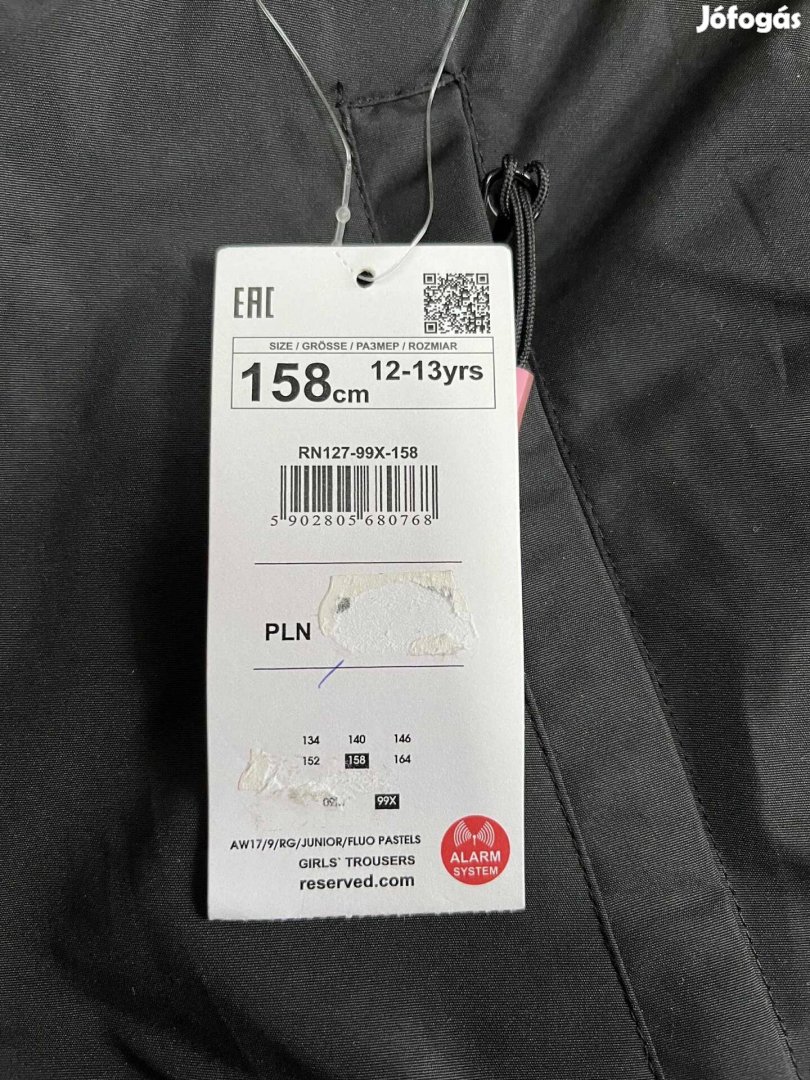 Jófogás
EAC
SIZE / GRÖSSE / РАЗМЕР / ROZMIAR
158cm 12-13yrs
RN127-99X-158
5 902805 680768
PLN
134 140 146
152 158 164
99X
AW17/9/RG/JUNIOR/FLUO PASTELS
GIRLS` TROUSERS
reserved.com
ALARM
SYSTEM